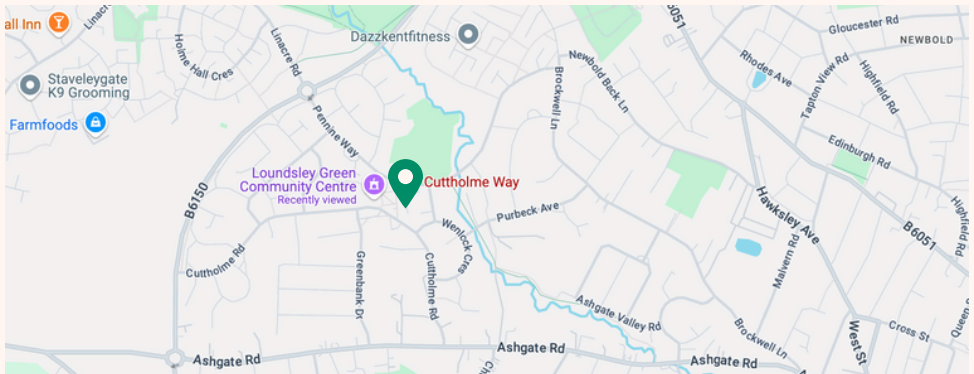 all Inn
Linacre
Dazzkentfitness
6051
Gloucester Rd
NEWBOLD
Holme Hall Cres
Linacre Rd
Newbold Back Ln
Rhodes Ave
Tapton View Rd
Highfield Rd
Staveleygate
K9 Grooming
Brockwell Ln
Farmfoods
Pennine Way
Edinburgh Rd
Loundsley Green
Community Centre
Recently viewed
Cuttholme Way
B6150
Purbeck Ave
Hawksley Ave
Highfield Rd
B6051
Wenlock Cres
Malvern Rd
Cuttholme Rd
Greenbank Dr
Cuttholme Rd
Ashgate Valley Rd
Brockwell Ln
West St
Cross St
Queen
Ashgate Rd
Ashgate Rd
Ashgate Rd